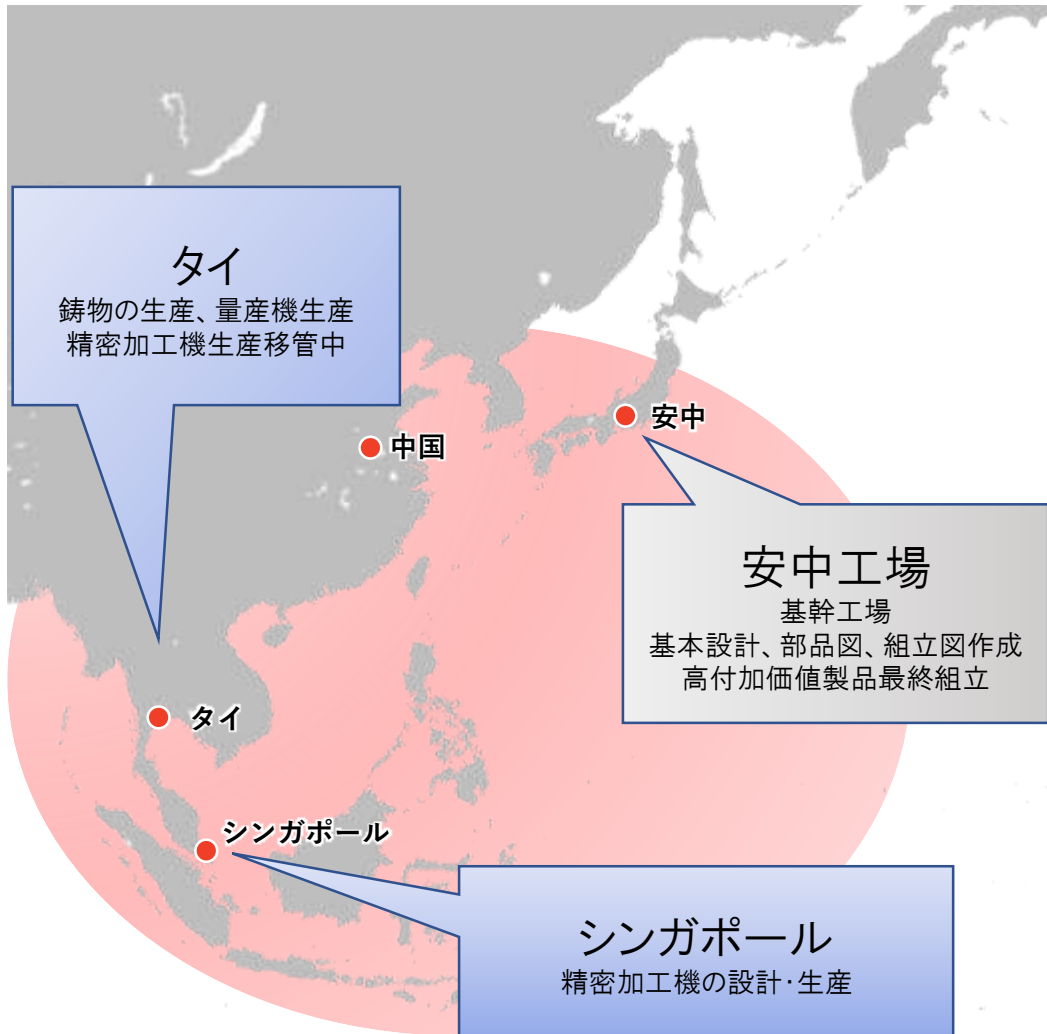 タイ
鋳物の生産、量産機生産
精密加工機生産移管中
安中
中国
安中工場
基幹工場
基本設計、部品図、組立図作成
高付加価値製品最終組立
タイ
シンガポール
シンガポール
精密加工機の設計・生産